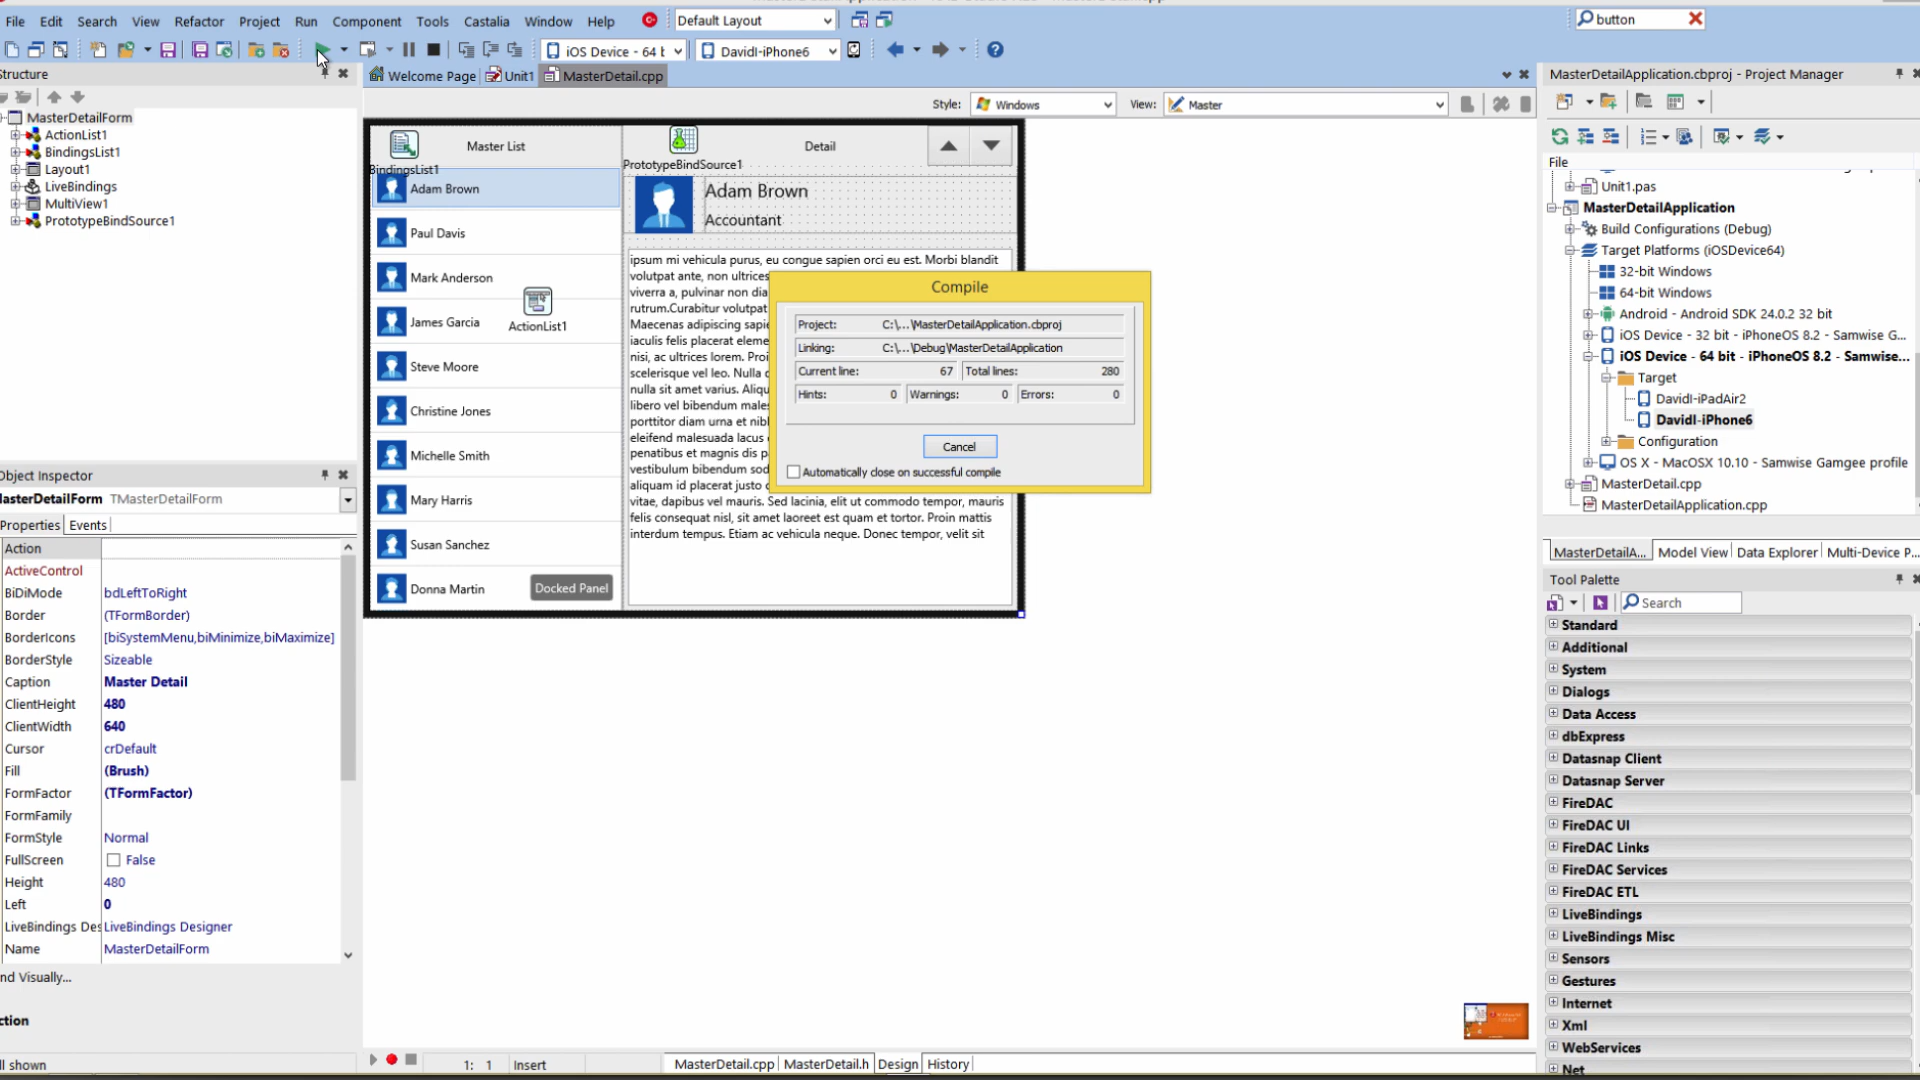 File Edit Search View Refactor Project Run Component Tools Castalia Window Help Default Layout button
iOS Device - 64 b DavidI-iPhone6
Structure
Welcome Page Unit1 MasterDetail.cpp
MasterDetailApplication.cbproj - Project Manager
Style: Windows View: Master
MasterDetailForm
ActionList1
BindingsList1
Layout1
LiveBindings
MultiView1
PrototypeBindSource1
Master List
BindingsList1
Adam Brown
Paul Davis
Mark Anderson
ActionList1
James Garcia
Steve Moore
Christine Jones
Michelle Smith
Mary Harris
Susan Sanchez
Donna Martin
Docked Panel
PrototypeBindSource1
Detail
Adam Brown
Accountant
ipsum mi vehicula purus, eu congue sapien orci eu est. Morbi blandit
volutpat ante, non ultrices
viverra a, pulvinar non dia
rutrum.Curabitur volutpat
Maecenas adipiscing sapie
iaculis felis placerat eleme
nisi, ac ultrices lorem. Proi
scelerisque vel leo. Nulla c
nulla sit amet varius. Aliqu
libero vel bibendum males
porttitor diam urna et nibl
eleifend malesuada lacus
penatibus et magnis dis p
vestibulum bibendum sod
aliquam id placerat justo c
vitae, dapibus vel mauris. Sed lacinia, elit ut commodo tempor, mauris
felis consequat nisl, sit amet laoreet est quam et tortor. Proin mattis
interdum tempus. Etiam ac vehicula neque. Donec tempor, velit sit
Compile
Project: C:\...\MasterDetailApplication.cbproj
Linking: C:\...\Debug\MasterDetailApplication
Current line: 67 Total lines: 280
Hints: 0 Warnings: 0 Errors: 0
Cancel
Automatically close on successful compile
File
Unit1.pas
MasterDetailApplication
Build Configurations (Debug)
Target Platforms (iOSDevice64)
32-bit Windows
64-bit Windows
Android - Android SDK 24.0.2 32 bit
iOS Device - 32 bit - iPhoneOS 8.2 - Samwise G...
iOS Device - 64 bit - iPhoneOS 8.2 - Samwise...
Target
DavidI-iPadAir2
DavidI-iPhone6
Configuration
OS X - MacOSX 10.10 - Samwise Gamgee profile
MasterDetail.cpp
MasterDetailApplication.cpp
MasterDetailA... Model View Data Explorer Multi-Device P...
Tool Palette
Search
Standard
Additional
System
Dialogs
Data Access
dbExpress
Datasnap Client
Datasnap Server
FireDAC
FireDAC UI
FireDAC Links
FireDAC Services
FireDAC ETL
LiveBindings
LiveBindings Misc
Sensors
Gestures
Internet
Xml
WebServices
Net
Object Inspector
MasterDetailForm TMasterDetailForm
Properties Events
Action
ActiveControl
BiDiMode bdLeftToRight
Border (TFormBorder)
BorderIcons [biSystemMenu,biMinimize,biMaximize]
BorderStyle Sizeable
Caption Master Detail
ClientHeight 480
ClientWidth 640
Cursor crDefault
Fill (Brush)
FormFactor (TFormFactor)
FormFamily
FormStyle Normal
FullScreen False
Height 480
Left 0
LiveBindings Des LiveBindings Designer
Name MasterDetailForm
nd Visually...
ction
ll shown
1: 1 Insert
MasterDetail.cpp MasterDetail.h Design History